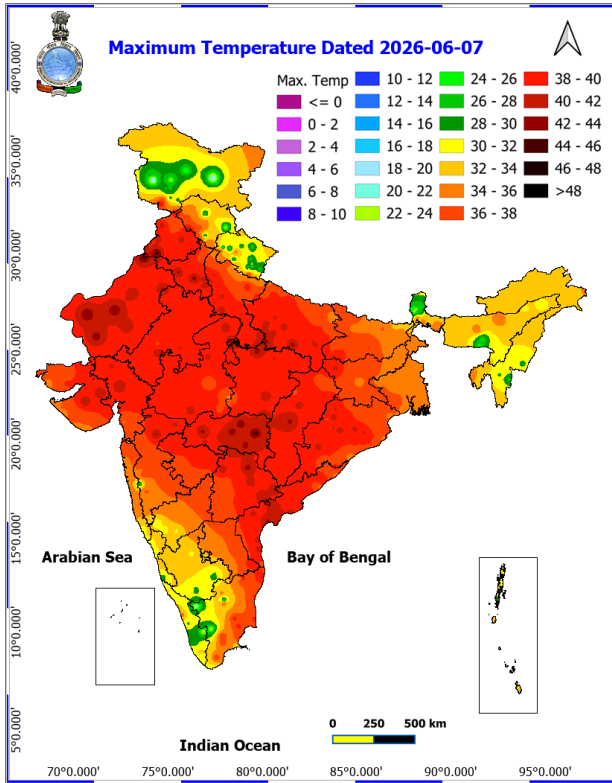 Maximum Temperature Dated 2026-06-07
Max. Temp
<= 0
0 - 2
2 - 4
4 - 6
6 - 8
8 - 10
10 - 12
12 - 14
14 - 16
16 - 18
18 - 20
20 - 22
22 - 24
24 - 26
26 - 28
28 - 30
30 - 32
32 - 34
34 - 36
36 - 38
38 - 40
40 - 42
42 - 44
44 - 46
46 - 48
>48
40°0.000'
35°0.000'
30°0.000'
25°0.000'
20°0.000'
15°0.000'
10°0.000'
5°0.000'
Arabian Sea
Bay of Bengal
Indian Ocean
0 250 500 km
70°0.000' 75°0.000' 80°0.000' 85°0.000' 90°0.000' 95°0.000'